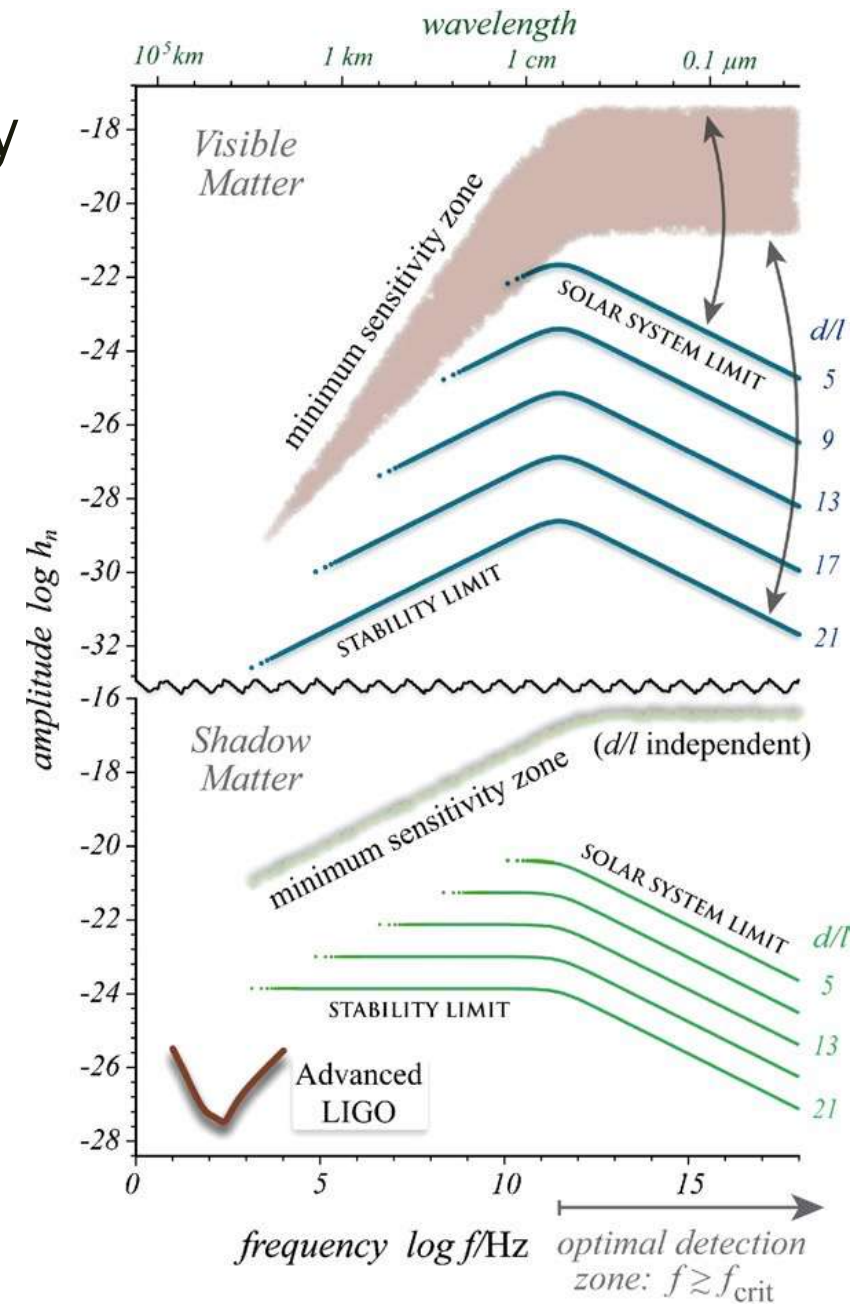 wavelength
10⁵km 1 km 1 cm 0.1 µm
y
-18
-20
-22
-24
-26
-28
-30
-32
Visible
Matter
minimum sensitivity zone
SOLAR SYSTEM LIMIT
STABILITY LIMIT
d/l
5
9
13
17
21
amplitude log hₙ
-16
-18
-20
-22
-24
-26
-28
Shadow
Matter
(d/l independent)
minimum sensitivity zone
SOLAR SYSTEM LIMIT
STABILITY LIMIT
d/l
5
13
21
Advanced
LIGO
0 5 10 15
frequency log f/Hz
optimal detection
zone: f ≳ f_crit